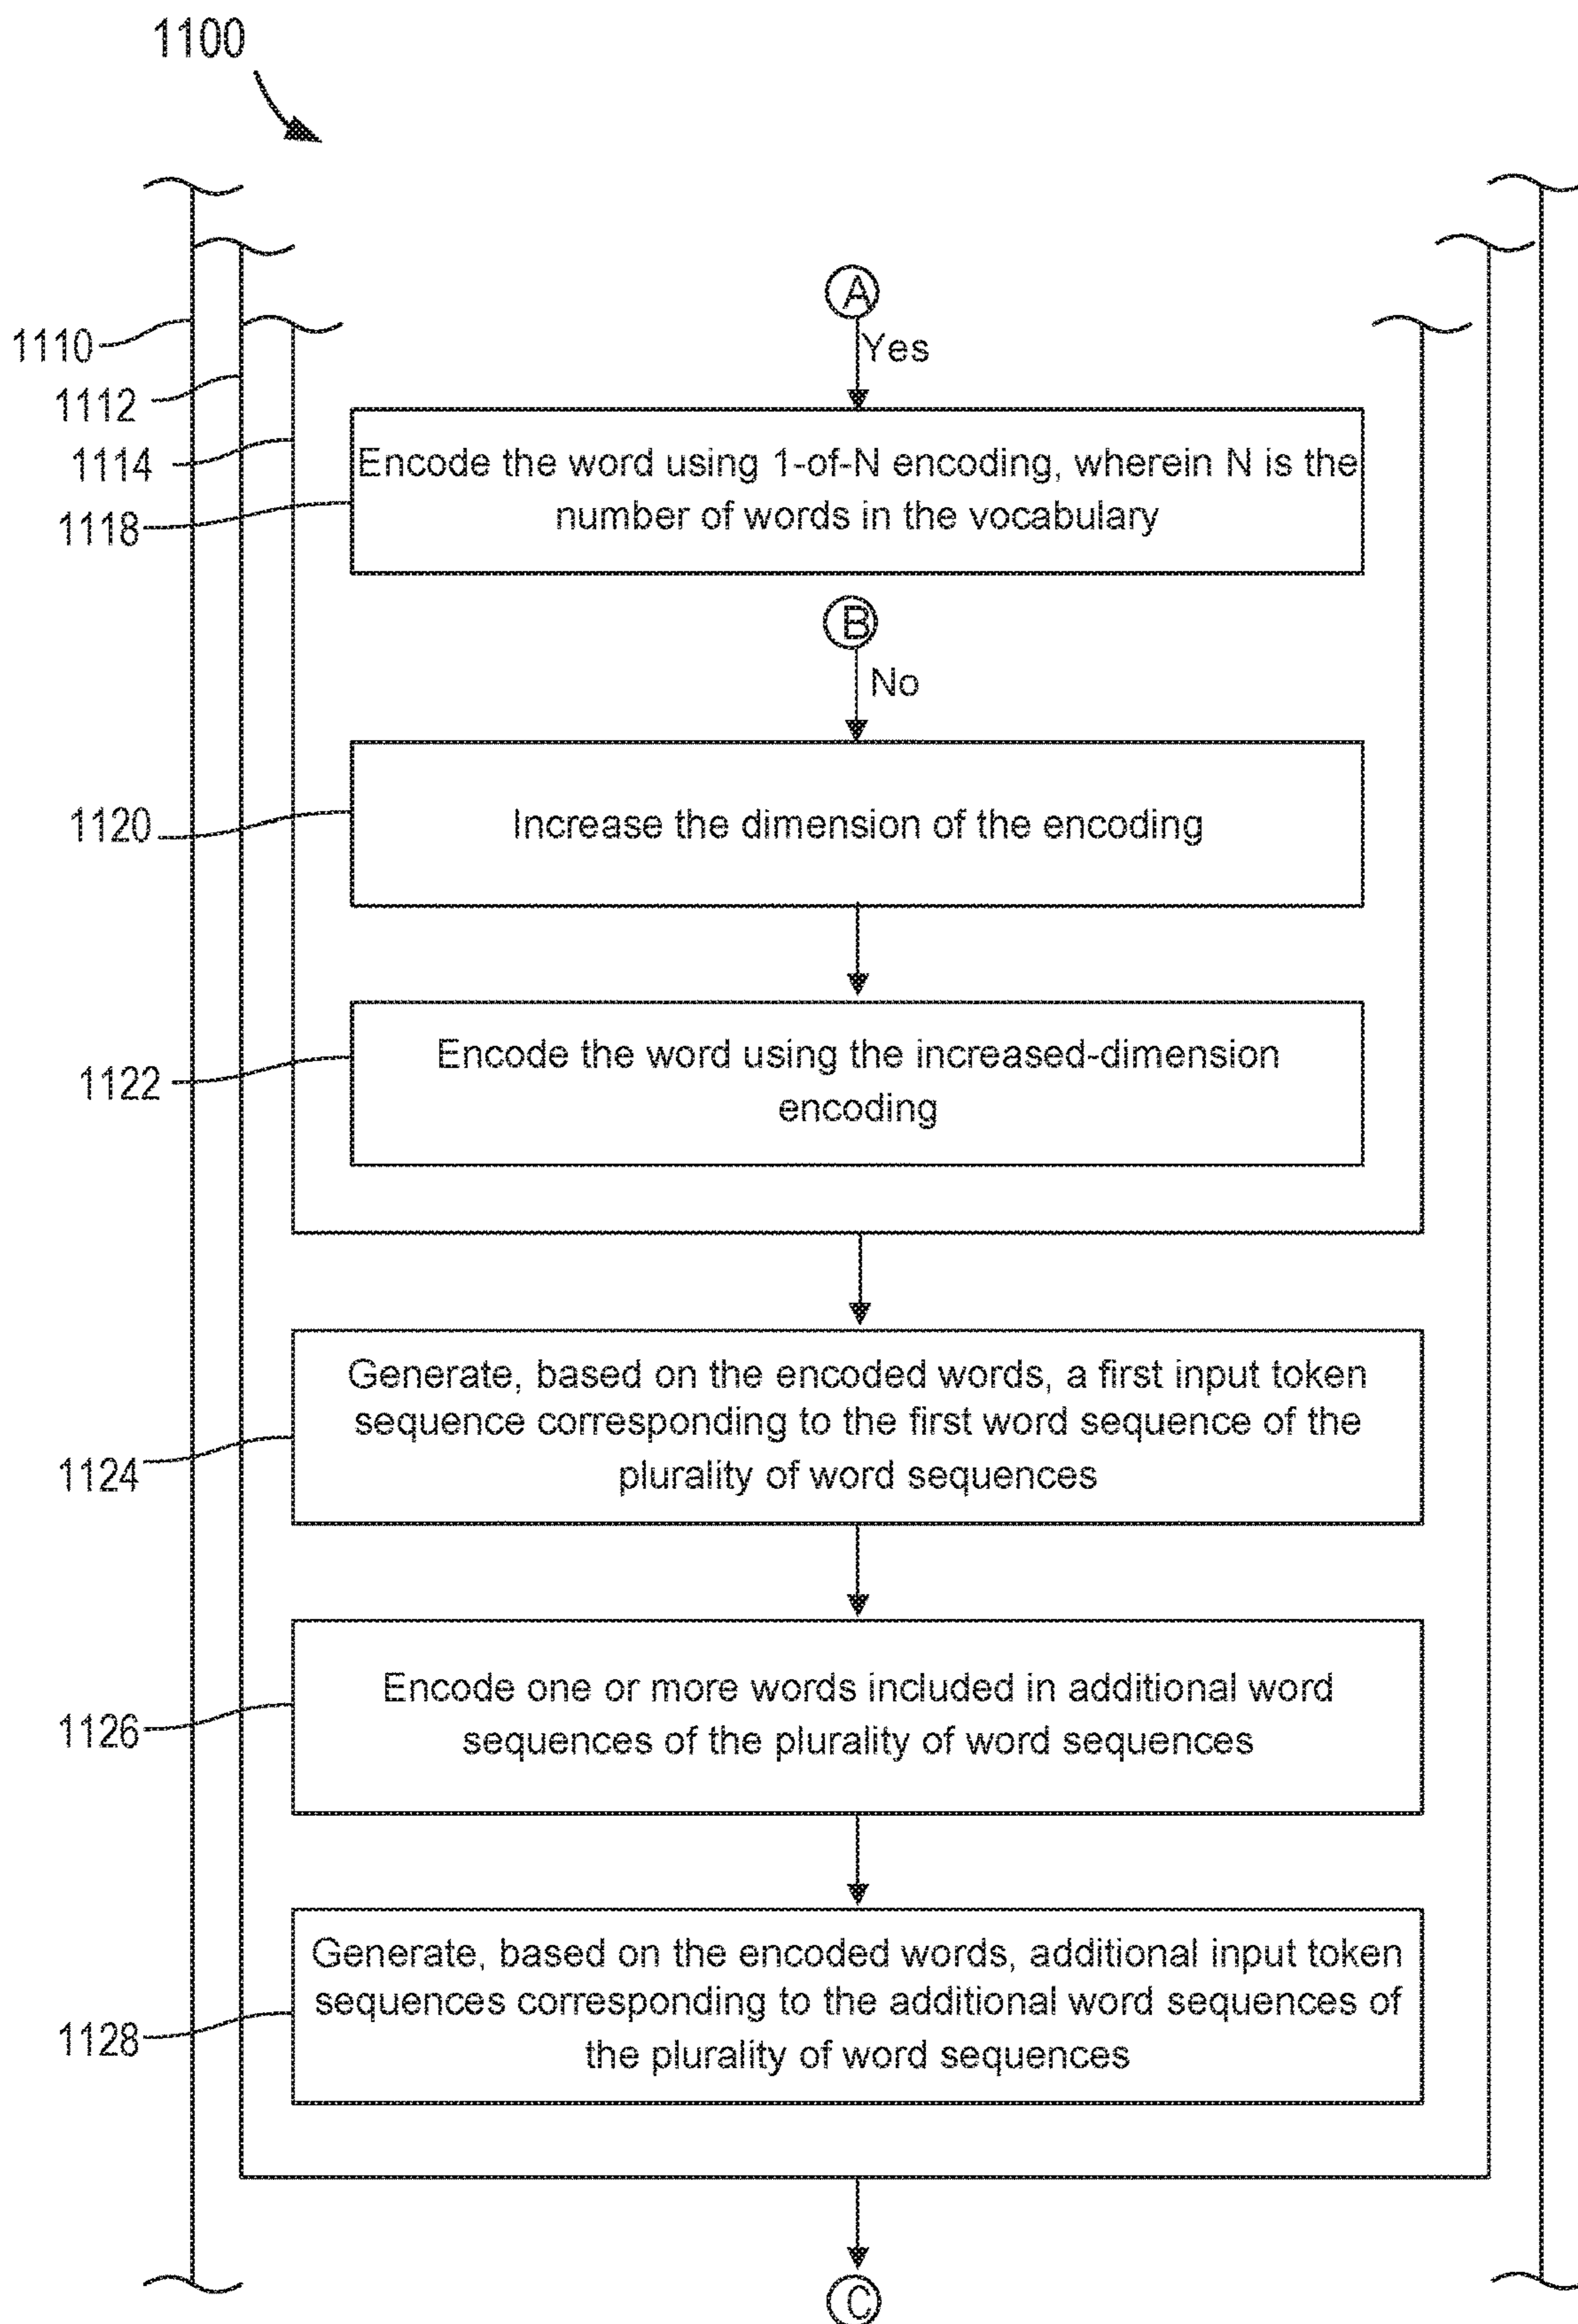 1100
A
Yes
1110
1112
1114
Encode the word using 1-of-N encoding, wherein N is the
number of words in the vocabulary
1118
B
No
1120
Increase the dimension of the encoding
1122
Encode the word using the increased-dimension
encoding
Generate, based on the encoded words, a first input token
sequence corresponding to the first word sequence of the
plurality of word sequences
1124
Encode one or more words included in additional word
sequences of the plurality of word sequences
1126
Generate, based on the encoded words, additional input token
sequences corresponding to the additional word sequences of
the plurality of word sequences
1128
C